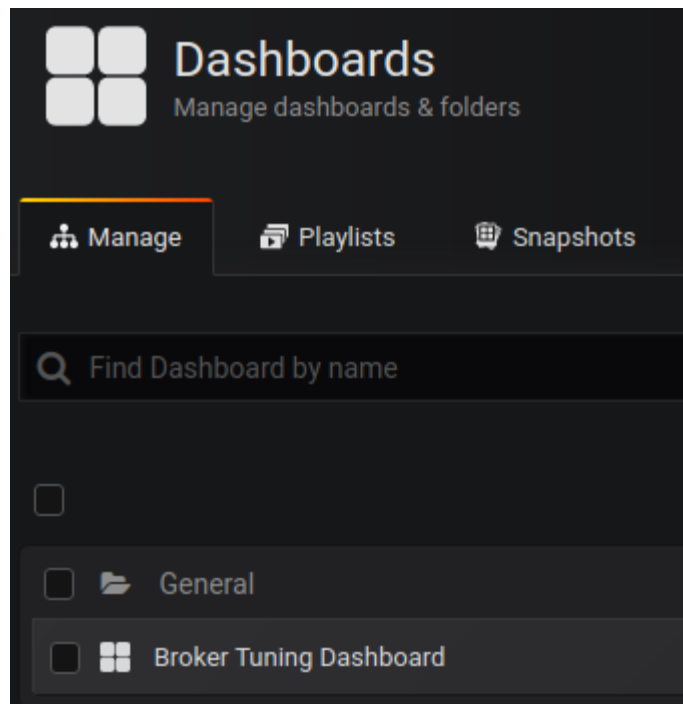 Dashboards
Manage dashboards & folders
Manage Playlists Snapshots
Find Dashboard by name
General
Broker Tuning Dashboard